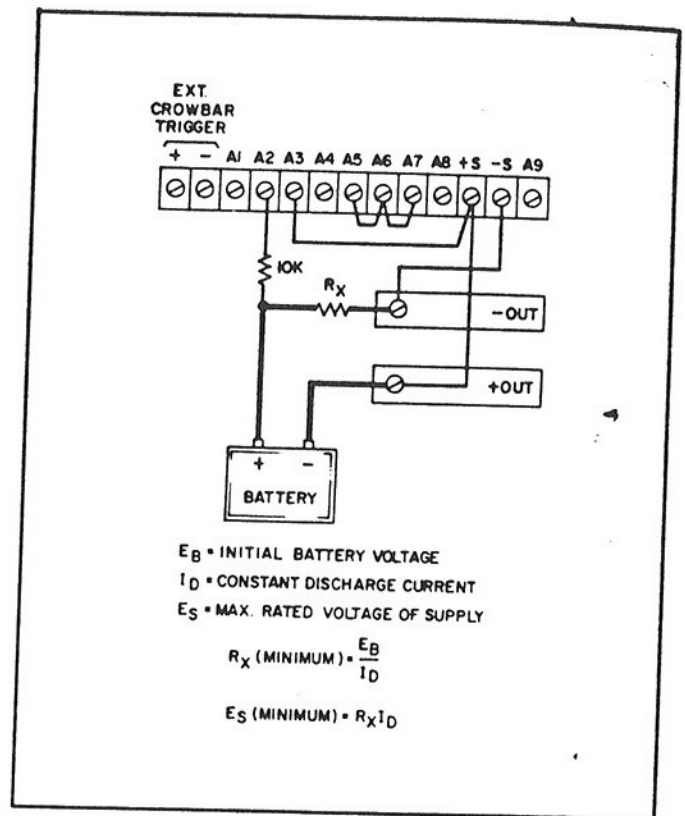 EXT.
CROWBAR
TRIGGER
+ - A1 A2 A3 A4 A5 A6 A7 A8 +S -S A9
10K
RX
-OUT
+OUT
+ -
BATTERY
EB = INITIAL BATTERY VOLTAGE
ID = CONSTANT DISCHARGE CURRENT
ES = MAX. RATED VOLTAGE OF SUPPLY
RX (MINIMUM) = EB/ID
ES (MINIMUM) = RXID